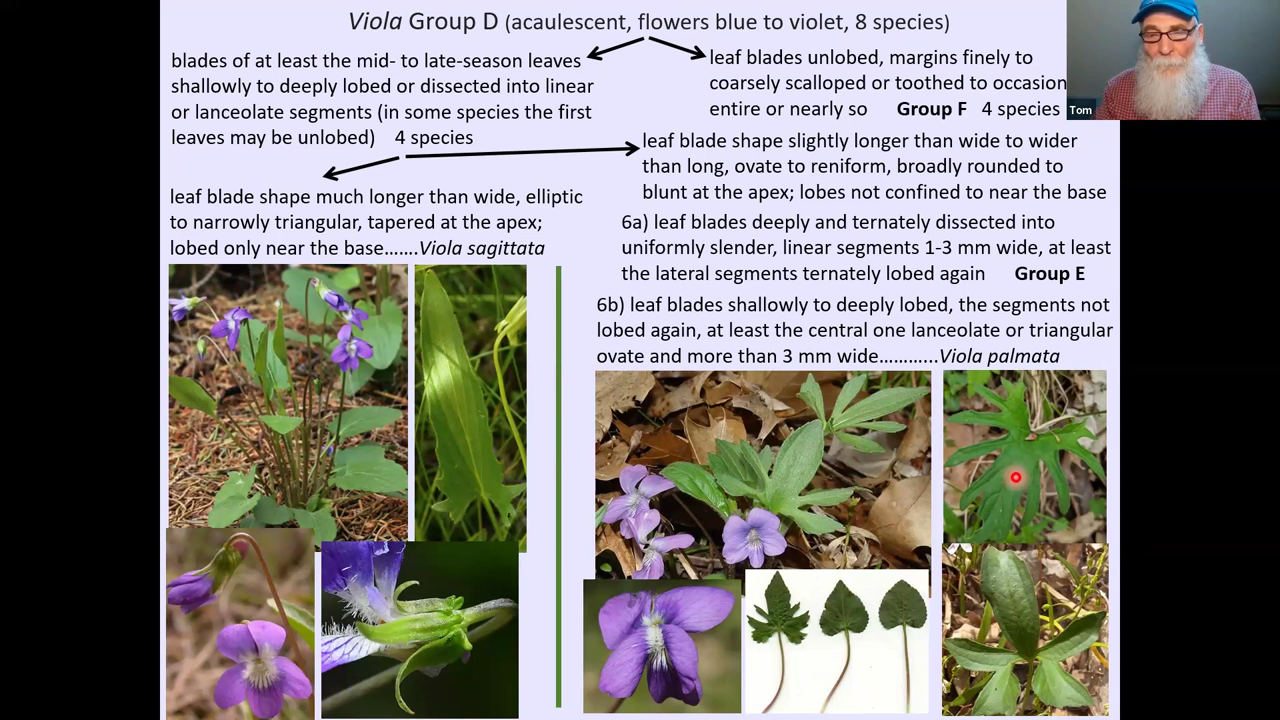 Viola Group D (acaulescent, flowers blue to violet, 8 species)
blades of at least the mid- to late-season leaves
shallowly to deeply lobed or dissected into linear
or lanceolate segments (in some species the first
leaves may be unlobed) 4 species
leaf blades unlobed, margins finely to
coarsely scalloped or toothed to occasion
entire or nearly so Group F 4 species
Tom
leaf blade shape slightly longer than wide to wider
than long, ovate to reniform, broadly rounded to
blunt at the apex; lobes not confined to near the base
leaf blade shape much longer than wide, elliptic
to narrowly triangular, tapered at the apex;
lobed only near the base.......Viola sagittata
6a) leaf blades deeply and ternately dissected into
uniformly slender, linear segments 1-3 mm wide, at least
the lateral segments ternately lobed again Group E
6b) leaf blades shallowly to deeply lobed, the segments not
lobed again, at least the central one lanceolate or triangular
ovate and more than 3 mm wide………...Viola palmata